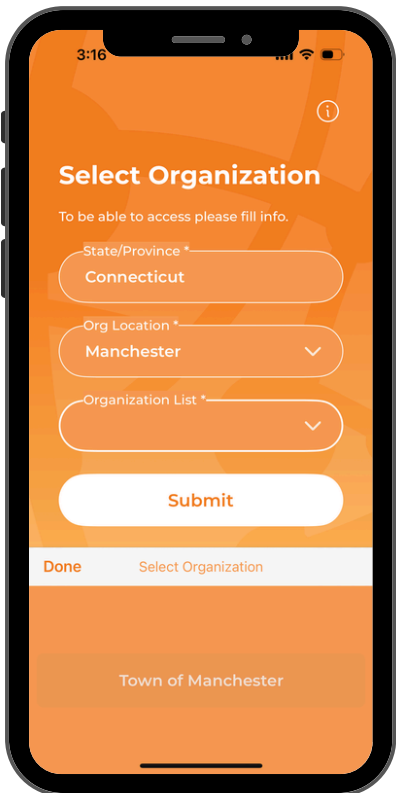 3:16
Select Organization
To be able to access please fill info.
State/Province *
Connecticut
Org Location *
Manchester
Organization List *
Submit
Done Select Organization
Town of Manchester